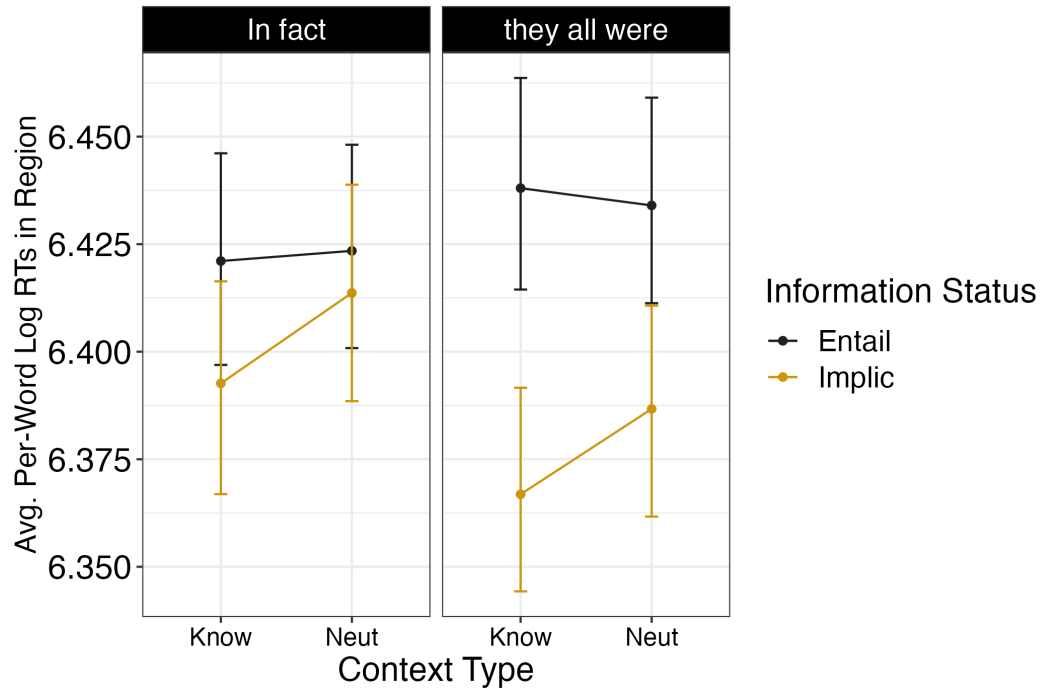 In fact
they all were
Avg. Per-Word Log RTs in Region
6.450
6.425
6.400
6.375
6.350
Know
Neut
Know
Neut
Context Type
Information Status
Entail
Implic